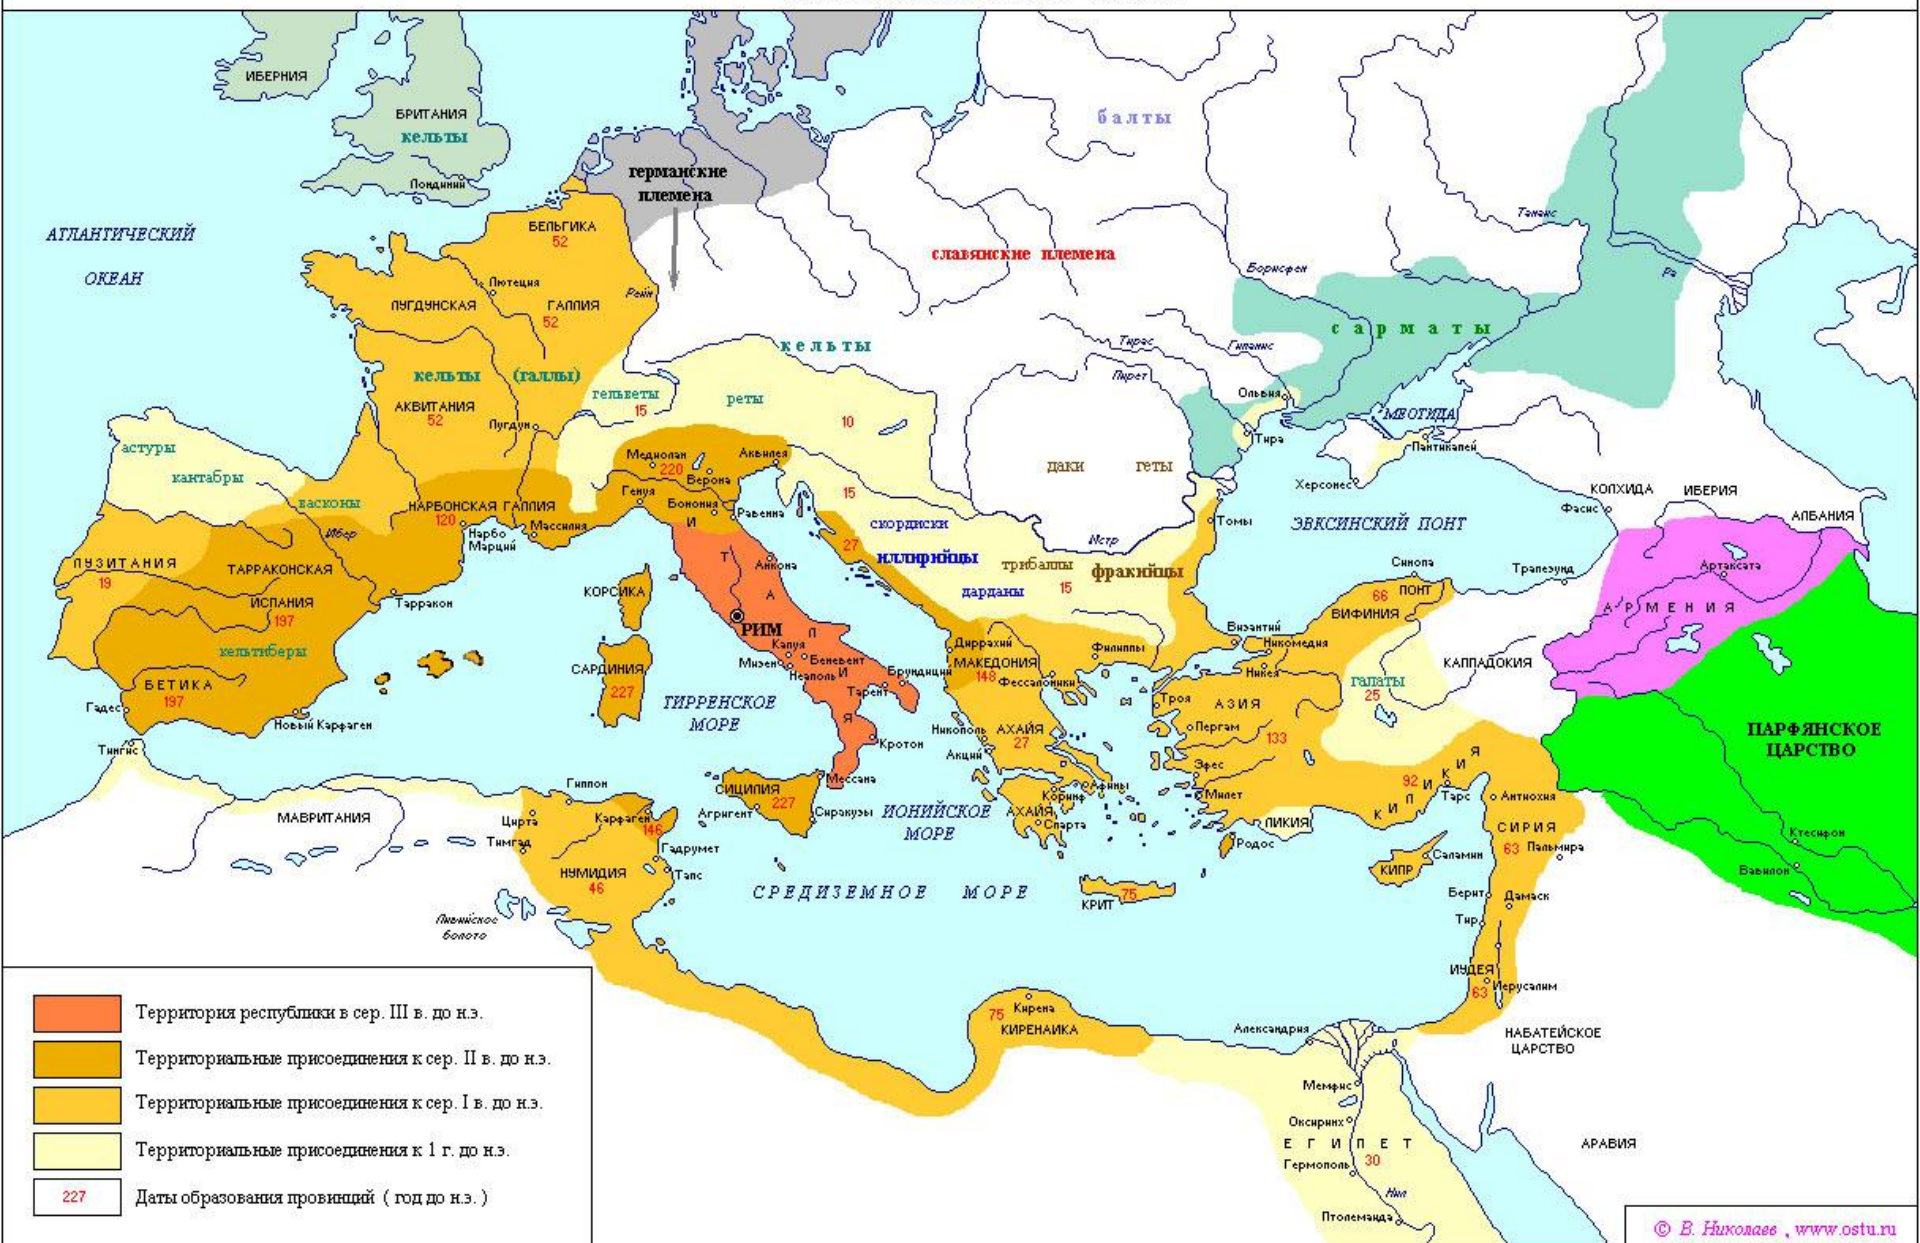 ИБЕРНИЯ
БРИТАНИЯ
кельты
Лондиний
балты
германские
племена
АТЛАНТИЧЕСКИЙ
ОКЕАН
БЕЛЬГИКА
52
славянские племена
Танаис
Борисфен
Ра
Лютеция
Рейн
ЛУГДУНСКАЯ
ГАЛЛИЯ
52
сарматы
кельты
Тирас
Гипанис
Пирет
кельты (галлы)
гельветы
15
реты
Ольвия
АКВИТАНИЯ
52
Лугдун
10
МЕОТИДА
Тира
Пантикапей
астуры
кантабры
васконы
Медиолан
220
Верона
Аквилея
Генуя
Бонония
Равенна
даки
геты
Херсонес
КОЛХИДА
ИБЕРИЯ
Фасис
АЛБАНИЯ
НАРБОНСКАЯ ГАЛЛИЯ
120
Массилия
Нарбо
Марций
Ибер
15
скордиски
27
иллирийцы
Истр
Томы
ЭВКСИНСКИЙ ПОНТ
трибаллы
15
фракийцы
дарданы
ЛУЗИТАНИЯ
19
ТАРРАКОНСКАЯ
ИСПАНИЯ
197
Тарракон
кельтиберы
КОРСИКА
ИТАЛИЯ
Анкона
РИМ
Синопа
Трапезунд
Артаксата
АРМЕНИЯ
66
ПОНТ
ВИФИНИЯ
Византий
Никомедия
Никея
КАППАДОКИЯ
галаты
25
БЕТИКА
197
Гадес
Новый Карфаген
Тингис
САРДИНИЯ
227
ТИРРЕНСКОЕ
МОРЕ
Капуя
Мизен
Беневент
Неаполь
Брундизий
Тарент
Кротон
Мессана
Диррахий
МАКЕДОНИЯ
148
Филиппы
Фессалоники
Никополь
АХАЙЯ
27
Акций
Троя
АЗИЯ
Пергам
133
Эфес
Милет
ПАРФЯНСКОЕ
ЦАРСТВО
КИЛИКИЯ
92
Тарс
Антиохия
СИРИЯ
63
Пальмира
Ктесифон
Вавилон
МАВРИТАНИЯ
Гиппон
Цирта
Тимгад
Карфаген
146
Гадрумет
Тапс
НУМИДИЯ
46
СИЦИЛИЯ
227
Агригент
Сиракузы
ИОНИЙСКОЕ
МОРЕ
Коринф
Афины
АХАЙЯ
Спарта
ЛИКИЯ
Родос
КИПР
Саламин
Берит
Дамаск
Тир
СРЕДИЗЕМНОЕ МОРЕ
КРИТ
75
Ливийское
болото
ИУДЕЯ
63
Иерусалим
75
Кирена
КИРЕНАИКА
Александрия
НАБАТЕЙСКОЕ
ЦАРСТВО
Мемфис
Оксиринх
ЕГИПЕТ
Гермополь
30
АРАВИЯ
Нил
Птолемаида
Территория республики в сер. III в. до н.э.
Территориальные присоединения к сер. II в. до н.э.
Территориальные присоединения к сер. I в. до н.э.
Территориальные присоединения к 1 г. до н.э.
227
Даты образования провинций ( год до н.э. )
© В. Николаев , www.ostu.ru